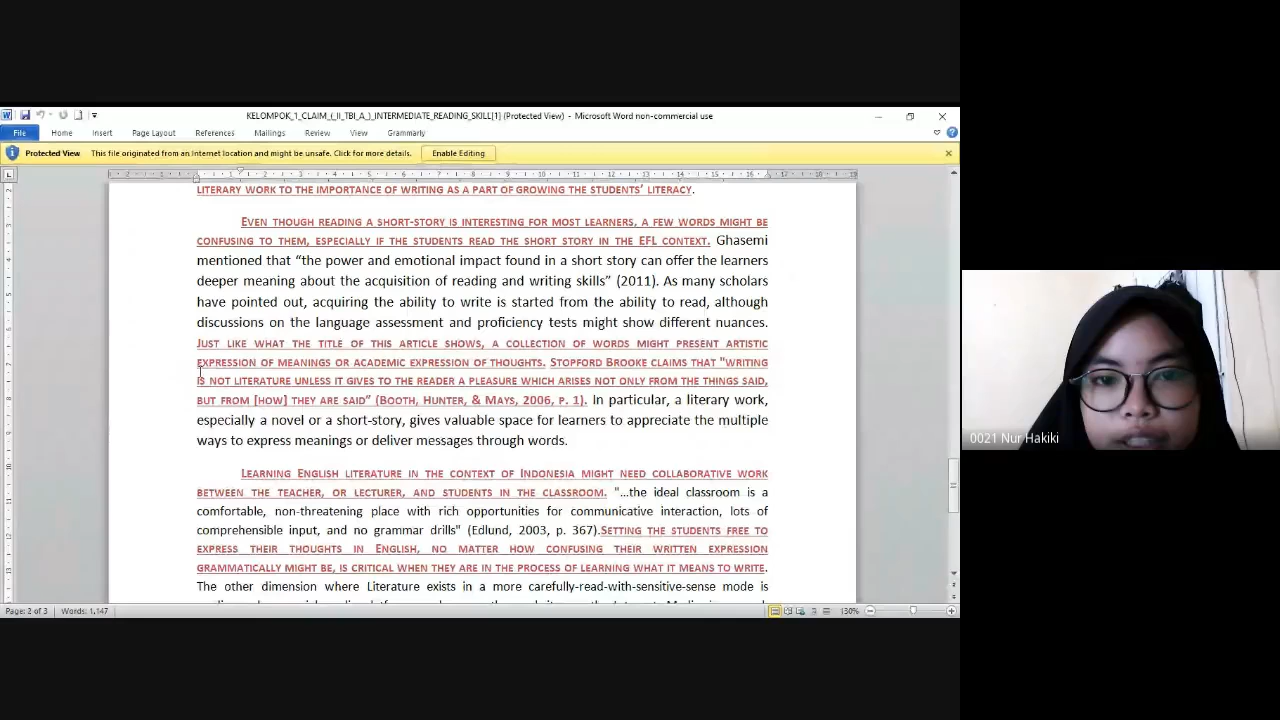 KELOMPOK_1_CLAIM_(_II_TBI_A_)_INTERMEDIATE_READING_SKILL[1] (Protected View) - Microsoft Word non-commercial use
File Home Insert Page Layout References Mailings Review View Grammarly
Protected View This file originated from an Internet location and might be unsafe. Click for more details. Enable Editing
LITERARY WORK TO THE IMPORTANCE OF WRITING AS A PART OF GROWING THE STUDENTS’ LITERACY.
EVEN THOUGH READING A SHORT-STORY IS INTERESTING FOR MOST LEARNERS, A FEW WORDS MIGHT BE
CONFUSING TO THEM, ESPECIALLY IF THE STUDENTS READ THE SHORT STORY IN THE EFL CONTEXT. Ghasemi
mentioned that “the power and emotional impact found in a short story can offer the learners
deeper meaning about the acquisition of reading and writing skills” (2011). As many scholars
have pointed out, acquiring the ability to write is started from the ability to read, although
discussions on the language assessment and proficiency tests might show different nuances.
JUST LIKE WHAT THE TITLE OF THIS ARTICLE SHOWS, A COLLECTION OF WORDS MIGHT PRESENT ARTISTIC
EXPRESSION OF MEANINGS OR ACADEMIC EXPRESSION OF THOUGHTS. STOPFORD BROOKE CLAIMS THAT "WRITING
IS NOT LITERATURE UNLESS IT GIVES TO THE READER A PLEASURE WHICH ARISES NOT ONLY FROM THE THINGS SAID,
BUT FROM [HOW] THEY ARE SAID” (BOOTH, HUNTER, & MAYS, 2006, P. 1). In particular, a literary work,
especially a novel or a short-story, gives valuable space for learners to appreciate the multiple
ways to express meanings or deliver messages through words.
LEARNING ENGLISH LITERATURE IN THE CONTEXT OF INDONESIA MIGHT NEED COLLABORATIVE WORK
BETWEEN THE TEACHER, OR LECTURER, AND STUDENTS IN THE CLASSROOM. "…the ideal classroom is a
comfortable, non-threatening place with rich opportunities for communicative interaction, lots of
comprehensible input, and no grammar drills" (Edlund, 2003, p. 367).SETTING THE STUDENTS FREE TO
EXPRESS THEIR THOUGHTS IN ENGLISH, NO MATTER HOW CONFUSING THEIR WRITTEN EXPRESSION
GRAMMATICALLY MIGHT BE, IS CRITICAL WHEN THEY ARE IN THE PROCESS OF LEARNING WHAT IT MEANS TO WRITE.
The other dimension where Literature exists in a more carefully-read-with-sensitive-sense mode is
Page: 2 of 3 Words: 1,147 130%
0021 Nur Hakiki